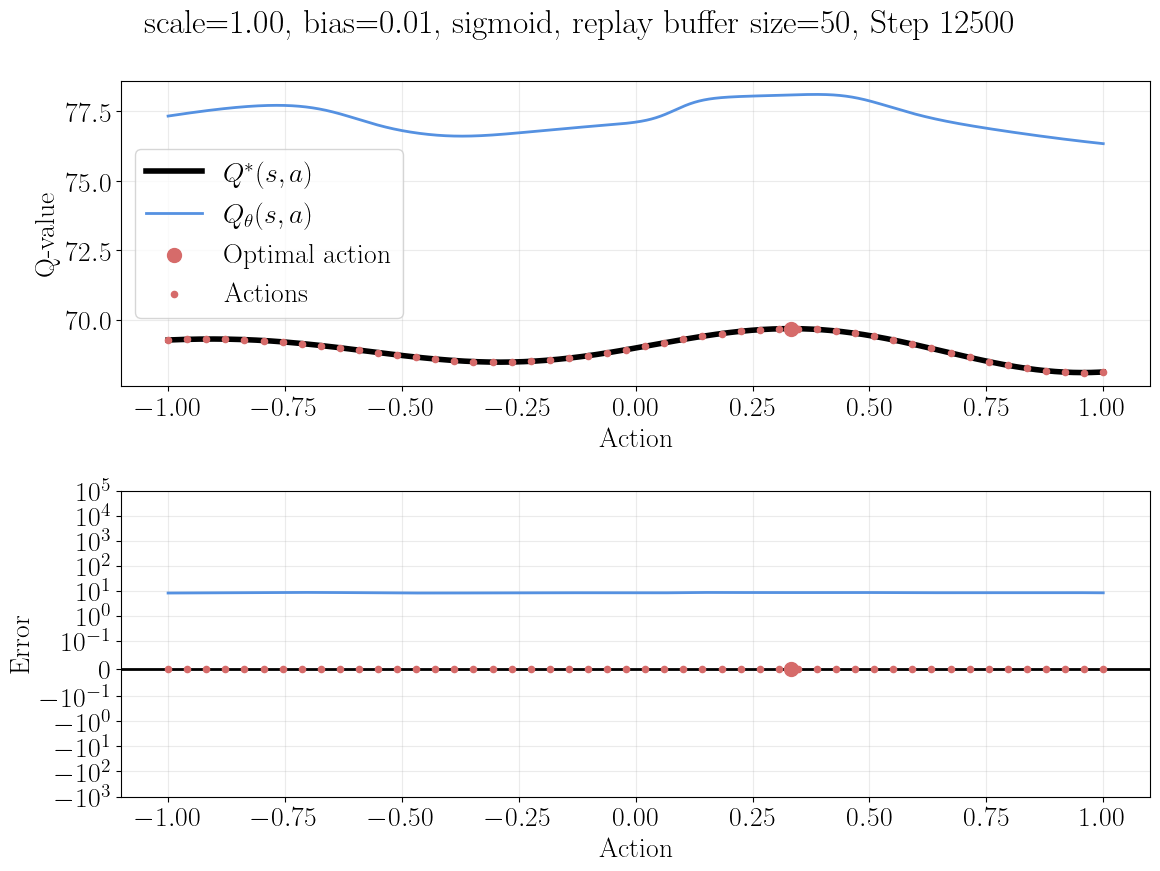 scale=1.00, bias=0.01, sigmoid, replay buffer size=50, Step 12500
77.5
75.0
72.5
70.0
Q-value
Q*(s, a)
Q_θ(s, a)
Optimal action
Actions
−1.00 −0.75 −0.50 −0.25 0.00 0.25 0.50 0.75 1.00
Action
10^5
10^4
10^3
10^2
10^1
10^0
10^−1
0
−10^−1
−10^0
−10^1
−10^2
−10^3
Error
−1.00 −0.75 −0.50 −0.25 0.00 0.25 0.50 0.75 1.00
Action